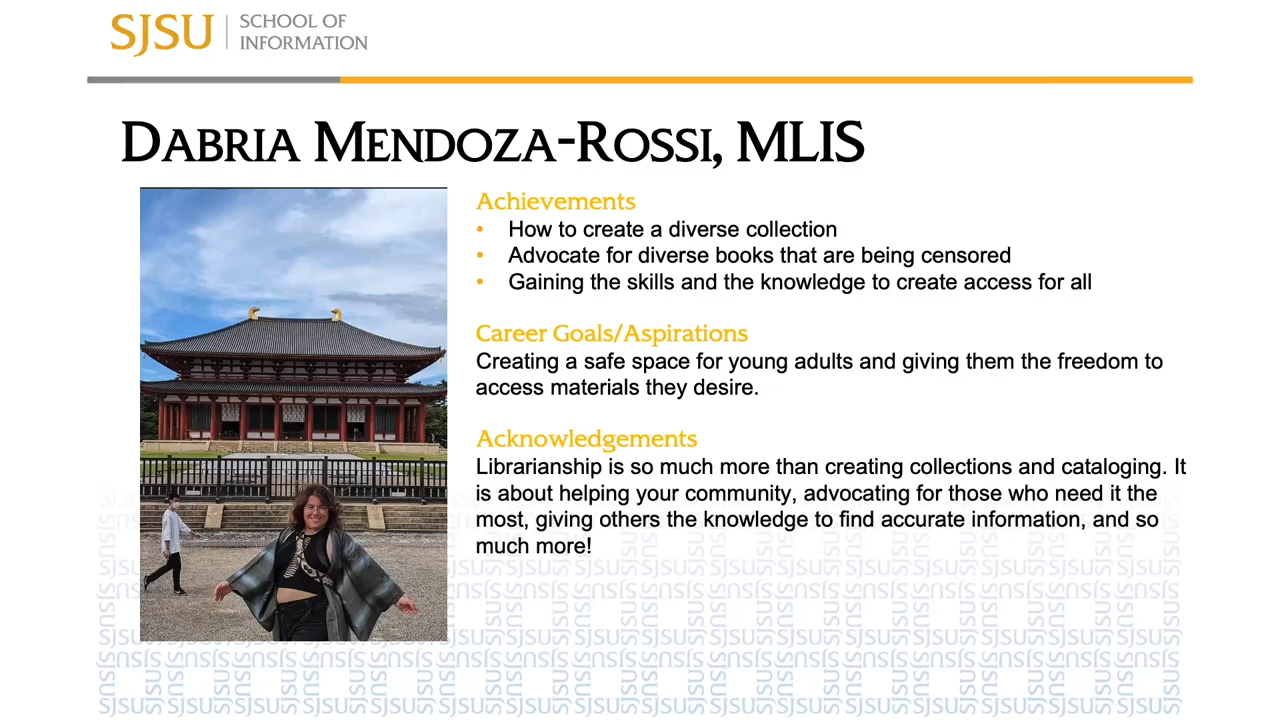 SJSU
SCHOOL OF
INFORMATION
DABRIA MENDOZA-ROSSI, MLIS
Achievements
• How to create a diverse collection
• Advocate for diverse books that are being censored
• Gaining the skills and the knowledge to create access for all
Career Goals/Aspirations
Creating a safe space for young adults and giving them the freedom to
access materials they desire.
Acknowledgements
Librarianship is so much more than creating collections and cataloging. It
is about helping your community, advocating for those who need it the
most, giving others the knowledge to find accurate information, and so
much more!